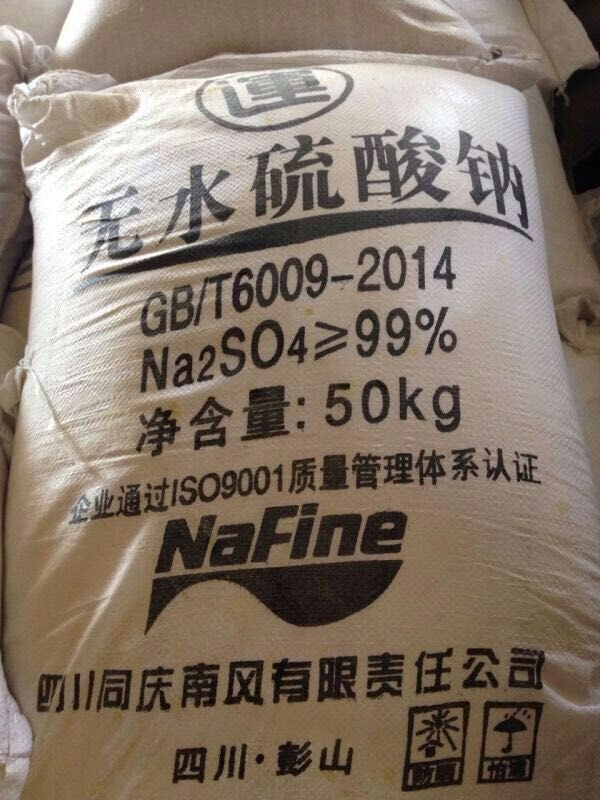 運
无水硫酸钠
GB/T6009-2014
Na2SO4≥99%
净含量:50kg
企业通过ISO9001质量管理体系认证
NaFine
四川同庆南风有限责任公司
四川·彭山
防晒 怕湿